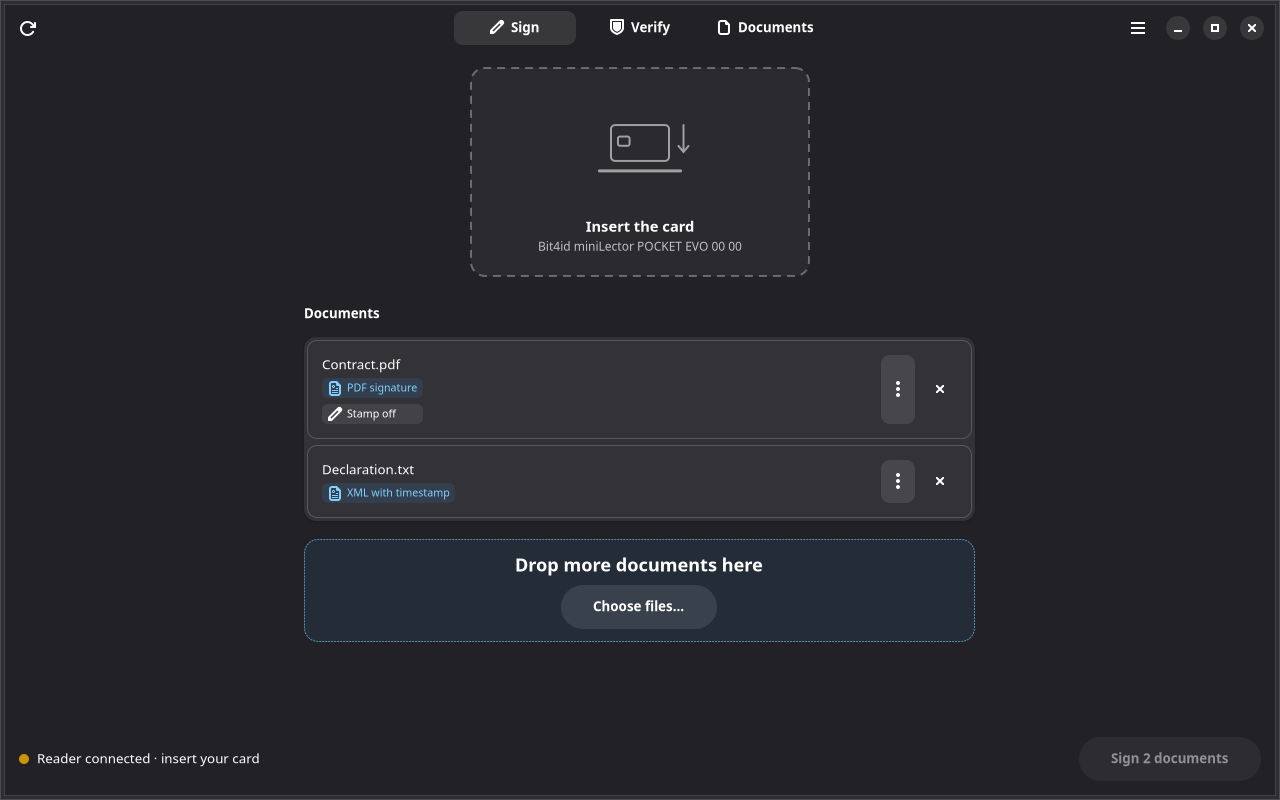 Sign
Verify
Documents
Insert the card
Bit4id miniLector POCKET EVO 00 00
Documents
Contract.pdf
PDF signature
Stamp off
Declaration.txt
XML with timestamp
Drop more documents here
Choose files...
Reader connected · insert your card
Sign 2 documents